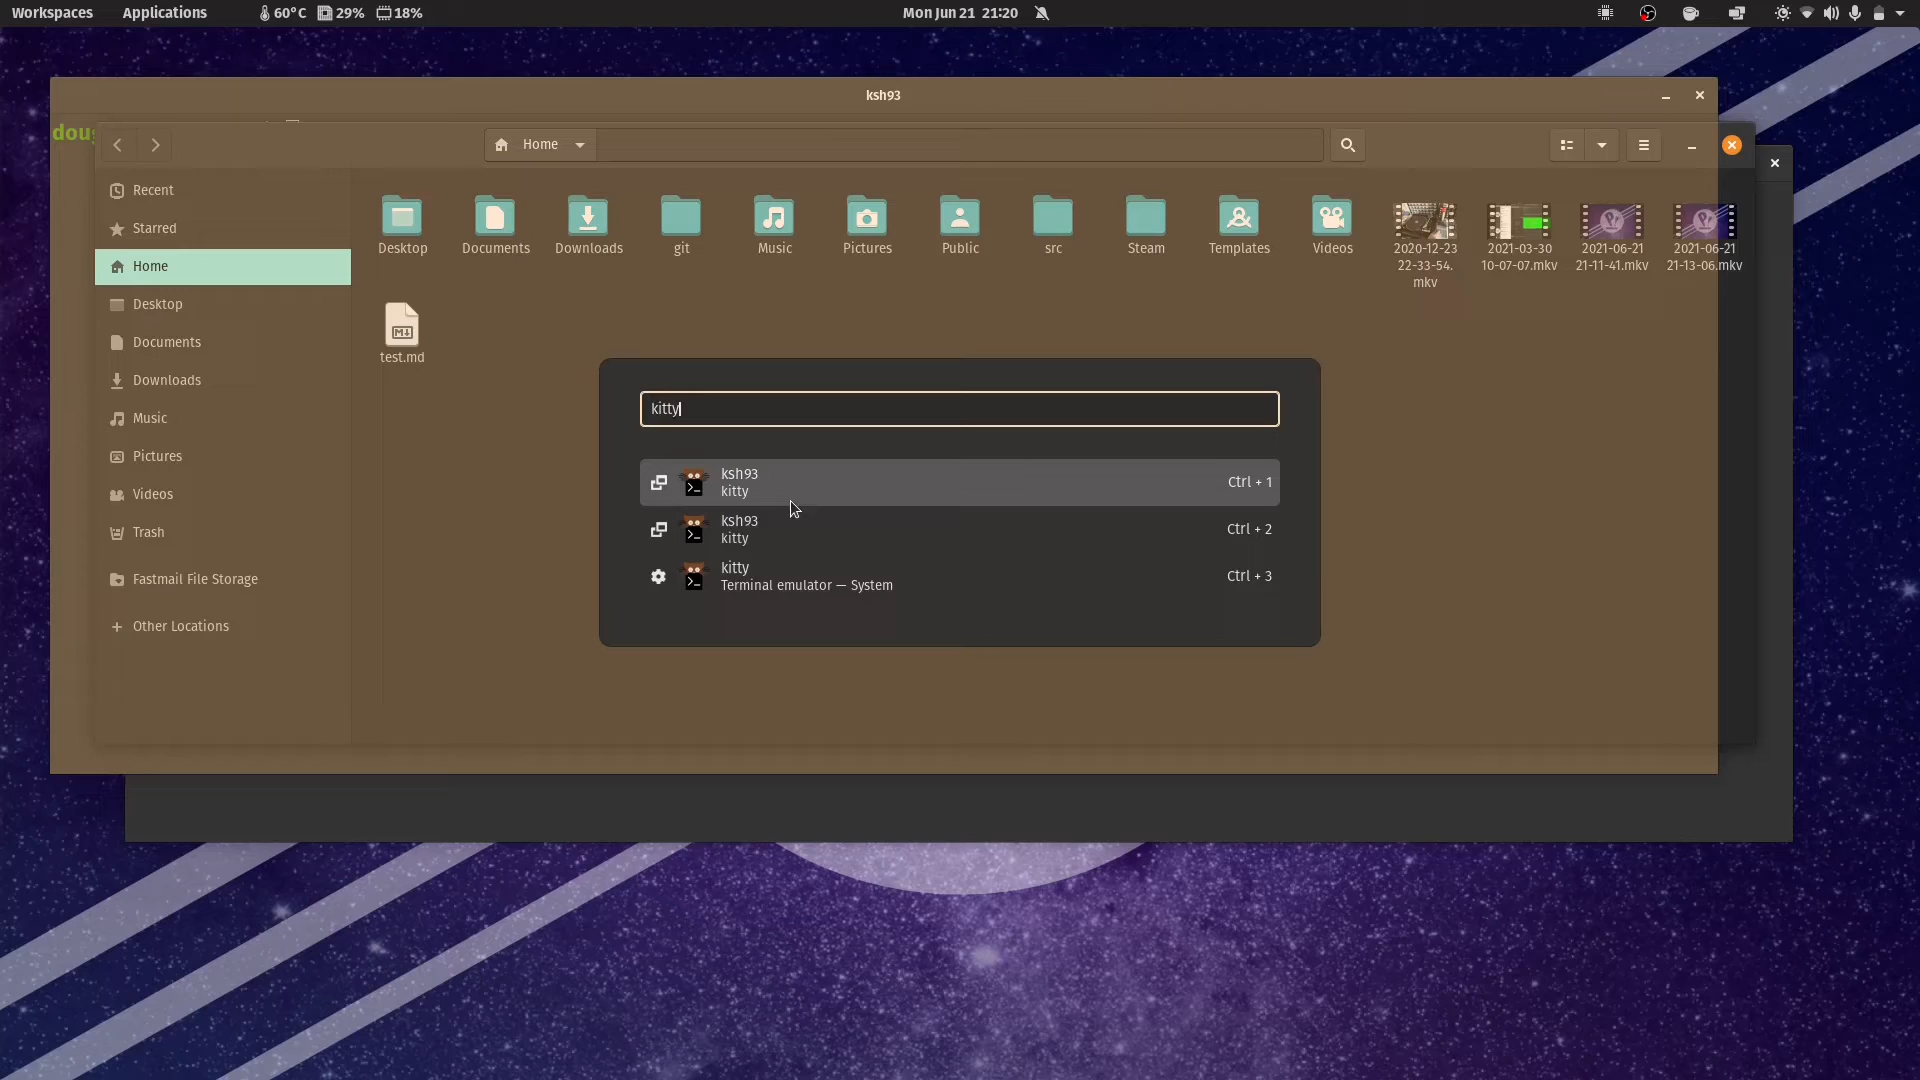 Workspaces Applications 60°C 29% 18% Mon Jun 21 21:20
ksh93
doug
Home
Recent
Starred
Home
Desktop
Documents
Downloads
Music
Pictures
Videos
Trash
Fastmail File Storage
Other Locations
Desktop Documents Downloads git Music Pictures Public src Steam Templates Videos
2020-12-23
22-33-54.
mkv
2021-03-30
10-07-07.mkv
2021-06-21
21-11-41.mkv
2021-06-21
21-13-06.mkv
test.md
kitty
ksh93
kitty
Ctrl + 1
ksh93
kitty
Ctrl + 2
kitty
Terminal emulator — System
Ctrl + 3